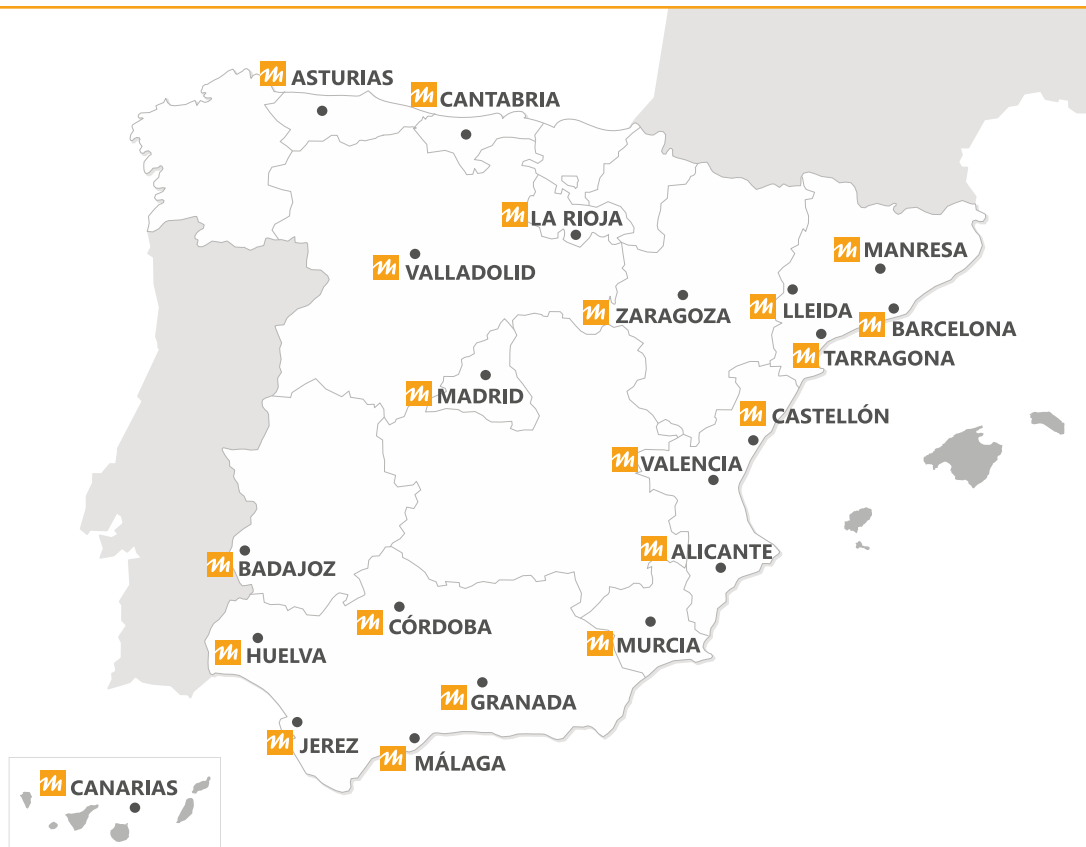 ASTURIAS
CANTABRIA
LA RIOJA
MANRESA
VALLADOLID
ZARAGOZA
LLEIDA
BARCELONA
TARRAGONA
MADRID
CASTELLÓN
VALENCIA
ALICANTE
BADAJOZ
CÓRDOBA
MURCIA
HUELVA
GRANADA
JEREZ
MÁLAGA
CANARIAS